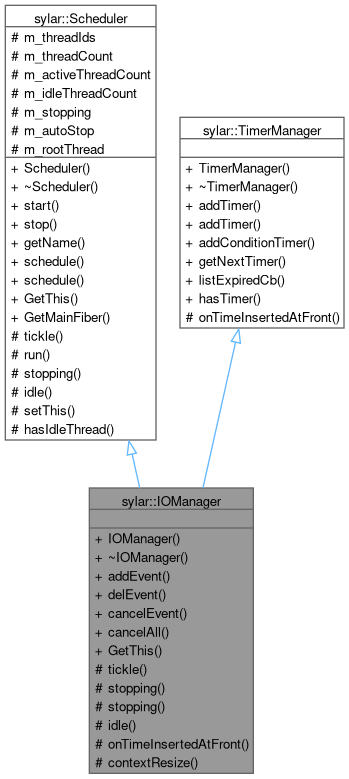 sylar::Scheduler
# m_threadIds
# m_threadCount
# m_activeThreadCount
# m_idleThreadCount
# m_stopping
# m_autoStop
# m_rootThread
+ Scheduler()
+ ~Scheduler()
+ start()
+ stop()
+ getName()
+ schedule()
+ schedule()
+ GetThis()
+ GetMainFiber()
# tickle()
# run()
# stopping()
# idle()
# setThis()
# hasIdleThread()
sylar::TimerManager
+ TimerManager()
+ ~TimerManager()
+ addTimer()
+ addTimer()
+ addConditionTimer()
+ getNextTimer()
+ listExpiredCb()
+ hasTimer()
# onTimeInsertedAtFront()
sylar::IOManager
+ IOManager()
+ ~IOManager()
+ addEvent()
+ delEvent()
+ cancelEvent()
+ cancelAll()
+ GetThis()
# tickle()
# stopping()
# stopping()
# idle()
# onTimeInsertedAtFront()
# contextResize()